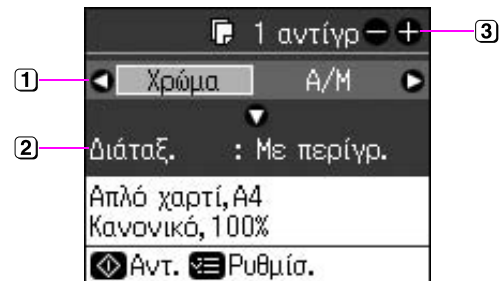 1 αντίγρ 3
1 Χρώμα Α/Μ
2 Διάταξ. : Με περίγρ.
Απλό χαρτί, Α4
Κανονικό, 100%
Αντ. Ρυθμίσ.